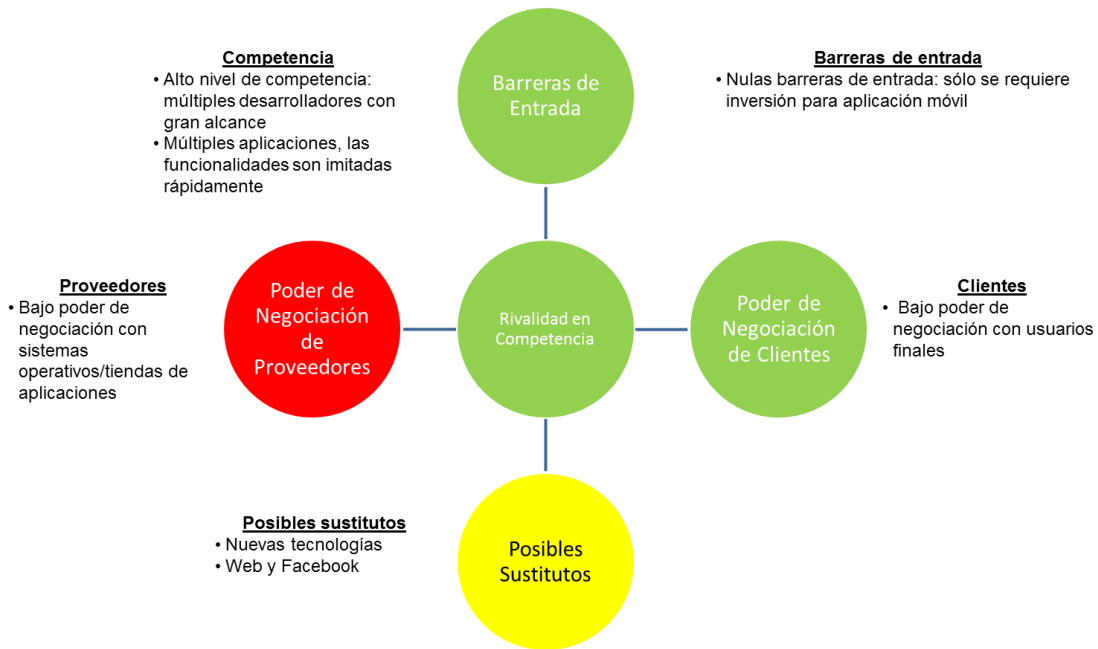 Competencia
• Alto nivel de competencia:
múltiples desarrolladores con
gran alcance
• Múltiples aplicaciones, las
funcionalidades son imitadas
rápidamente
Barreras de
Entrada
Barreras de entrada
• Nulas barreras de entrada: sólo se requiere
inversión para aplicación móvil
Proveedores
• Bajo poder de
negociación con
sistemas
operativos/tiendas de
aplicaciones
Poder de
Negociación
de
Proveedores
Rivalidad en
Competencia
Poder de
Negociación
de Clientes
Clientes
• Bajo poder de
negociación con usuarios
finales
Posibles sustitutos
• Nuevas tecnologías
• Web y Facebook
Posibles
Sustitutos